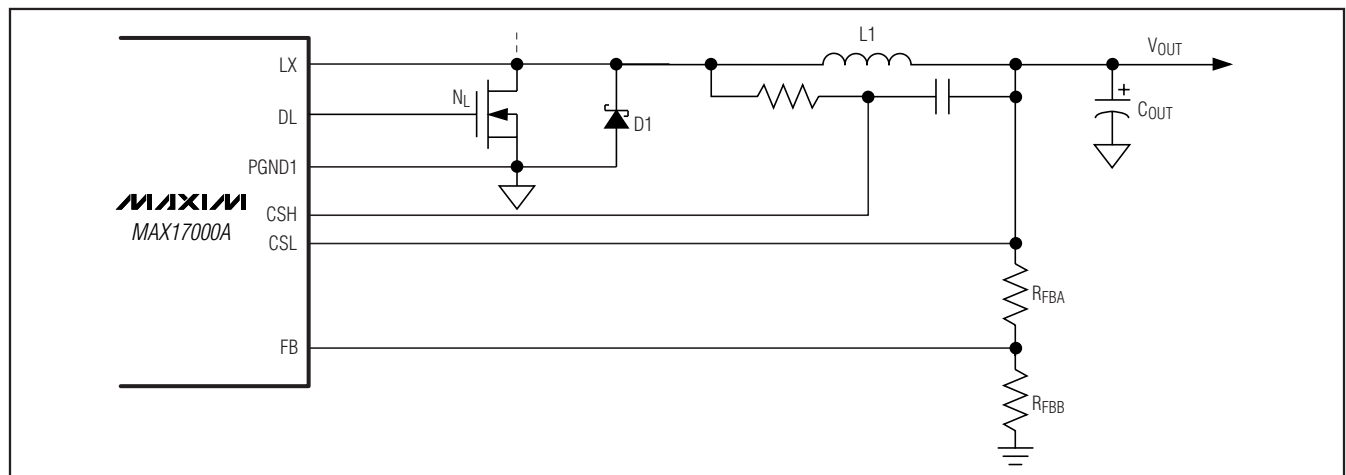 L1
VOUT
LX
NL
DL
D1
+
COUT
PGND1
MAXIM
MAX17000A
CSH
CSL
RFBA
FB
RFBB